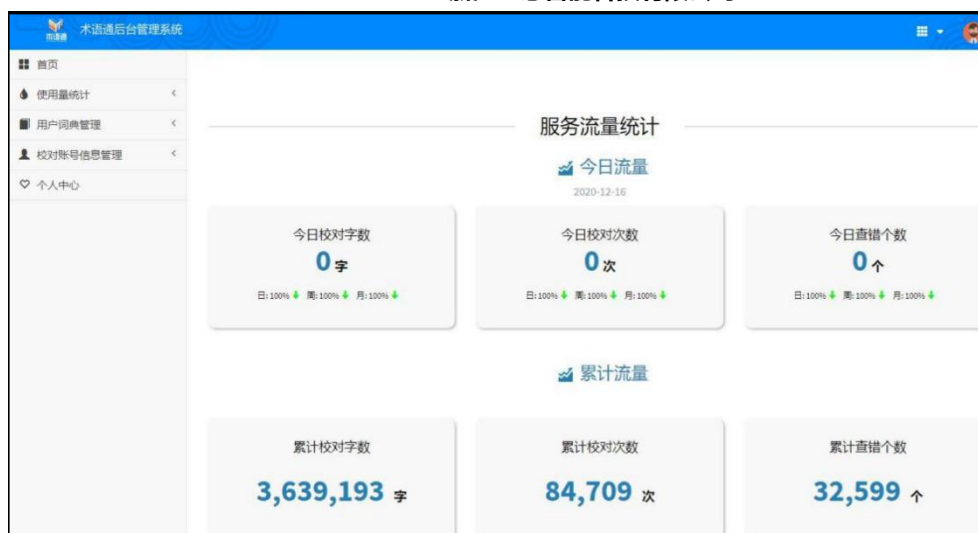 术语通后台管理系统
术语通
首页
使用量统计
用户词典管理
校对账号信息管理
个人中心
服务流量统计
今日流量
2020-12-16
今日校对字数
0 字
日:100% 周:100% 月:100%
今日校对次数
0 次
日:100% 周:100% 月:100%
今日查错个数
0 个
日:100% 周:100% 月:100%
累计流量
累计校对字数
3,639,193 字
累计校对次数
84,709 次
累计查错个数
32,599 个